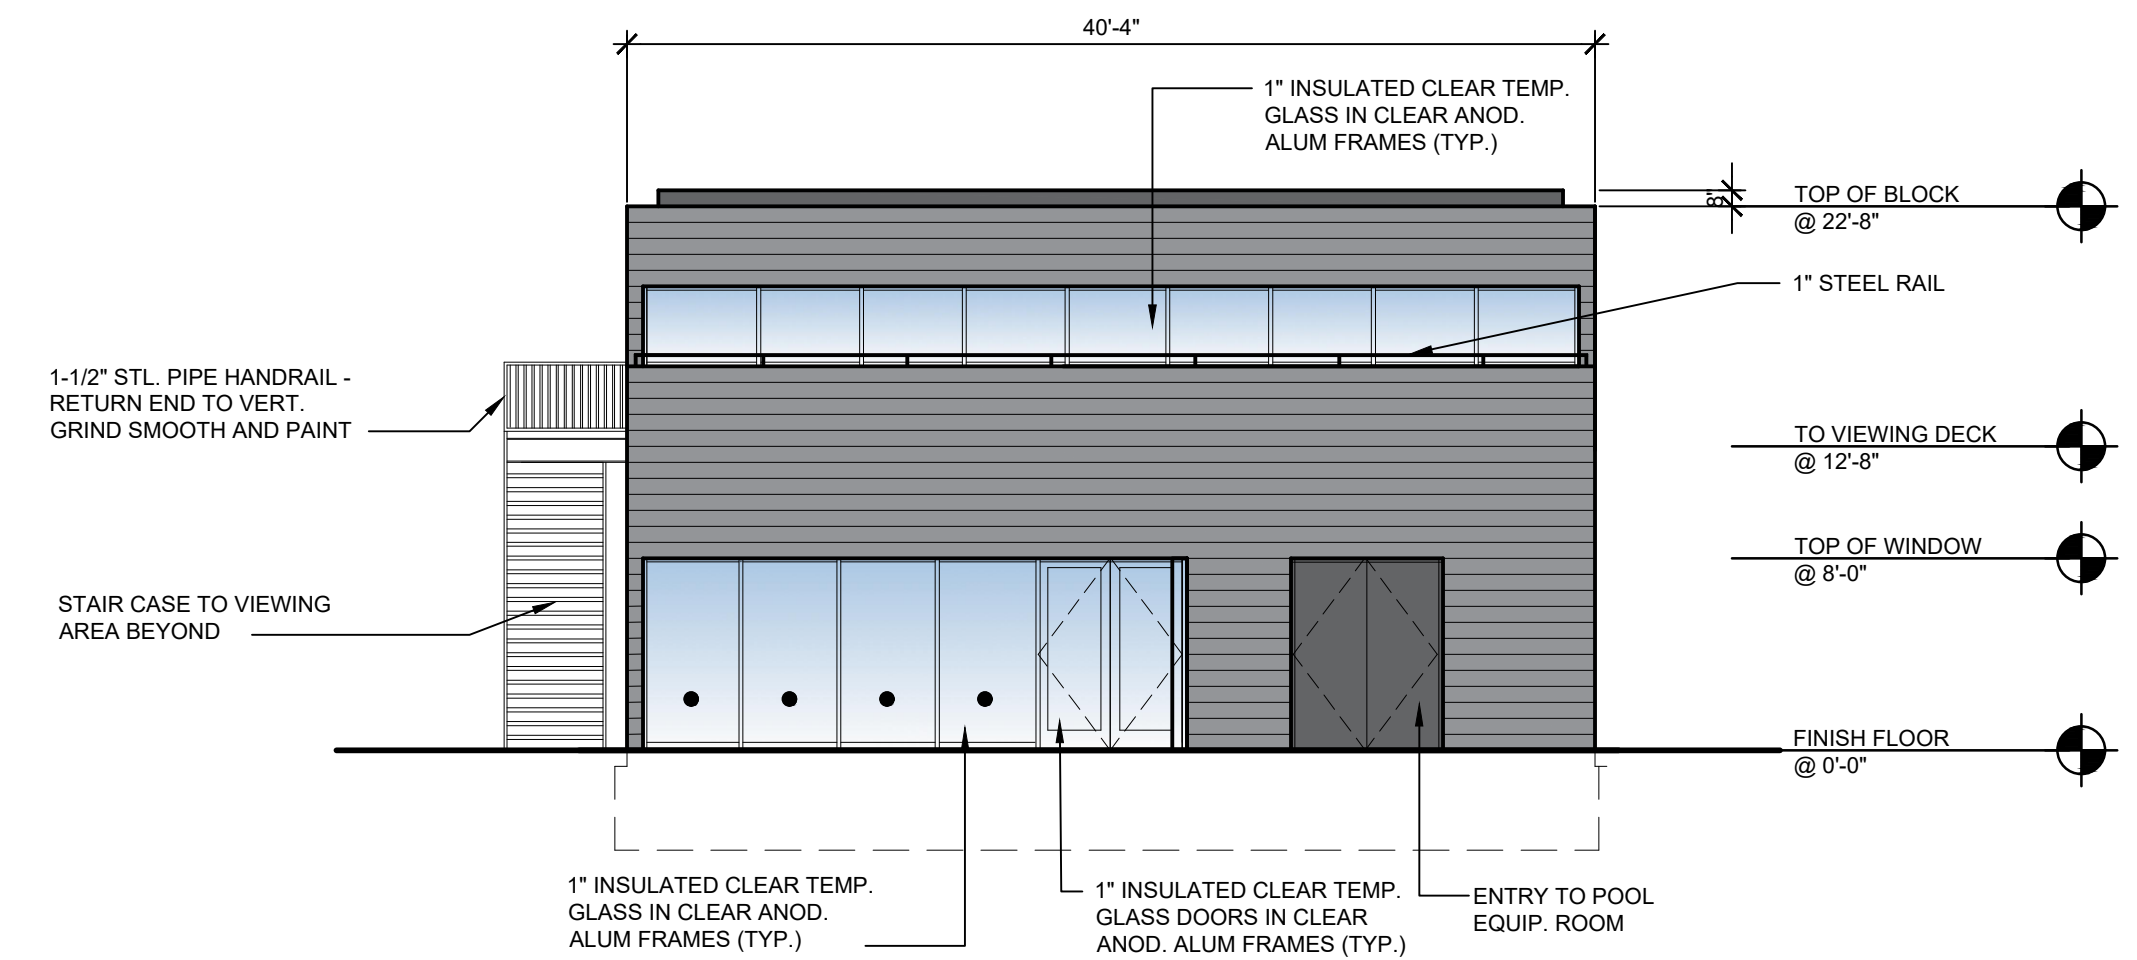 40'-4"
1" INSULATED CLEAR TEMP.
GLASS IN CLEAR ANOD.
ALUM FRAMES (TYP.)
8"
TOP OF BLOCK
@ 22'-8"
1" STEEL RAIL
1-1/2" STL. PIPE HANDRAIL -
RETURN END TO VERT.
GRIND SMOOTH AND PAINT
TO VIEWING DECK
@ 12'-8"
TOP OF WINDOW
@ 8'-0"
STAIR CASE TO VIEWING
AREA BEYOND
FINISH FLOOR
@ 0'-0"
1" INSULATED CLEAR TEMP.
GLASS IN CLEAR ANOD.
ALUM FRAMES (TYP.)
1" INSULATED CLEAR TEMP.
GLASS DOORS IN CLEAR
ANOD. ALUM FRAMES (TYP.)
ENTRY TO POOL
EQUIP. ROOM